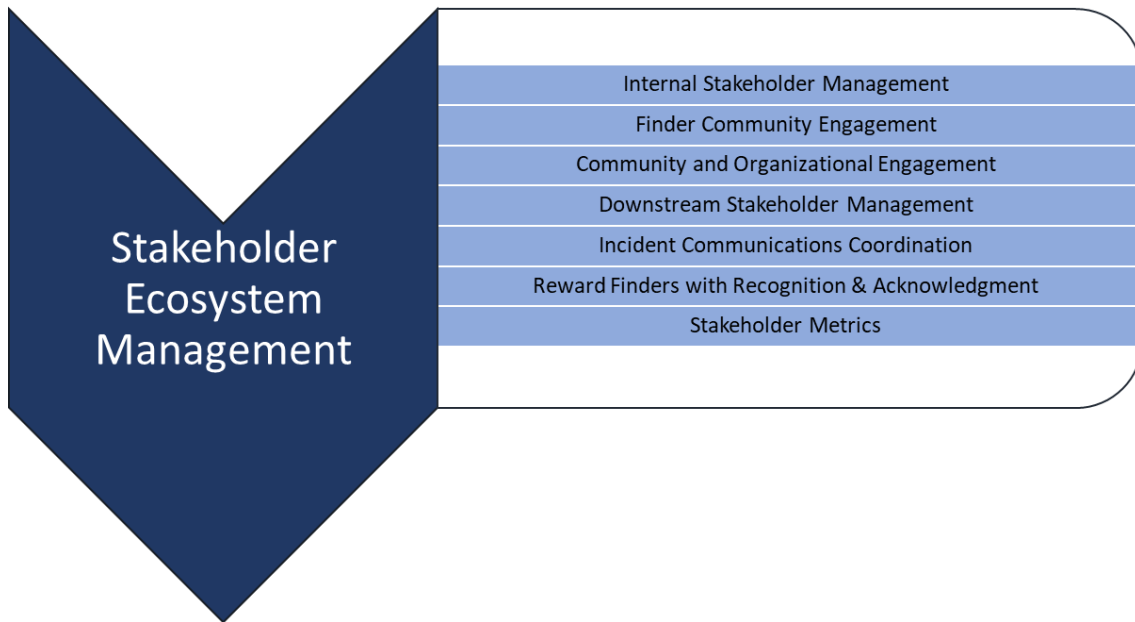 Stakeholder
Ecosystem
Management
Internal Stakeholder Management
Finder Community Engagement
Community and Organizational Engagement
Downstream Stakeholder Management
Incident Communications Coordination
Reward Finders with Recognition & Acknowledgment
Stakeholder Metrics